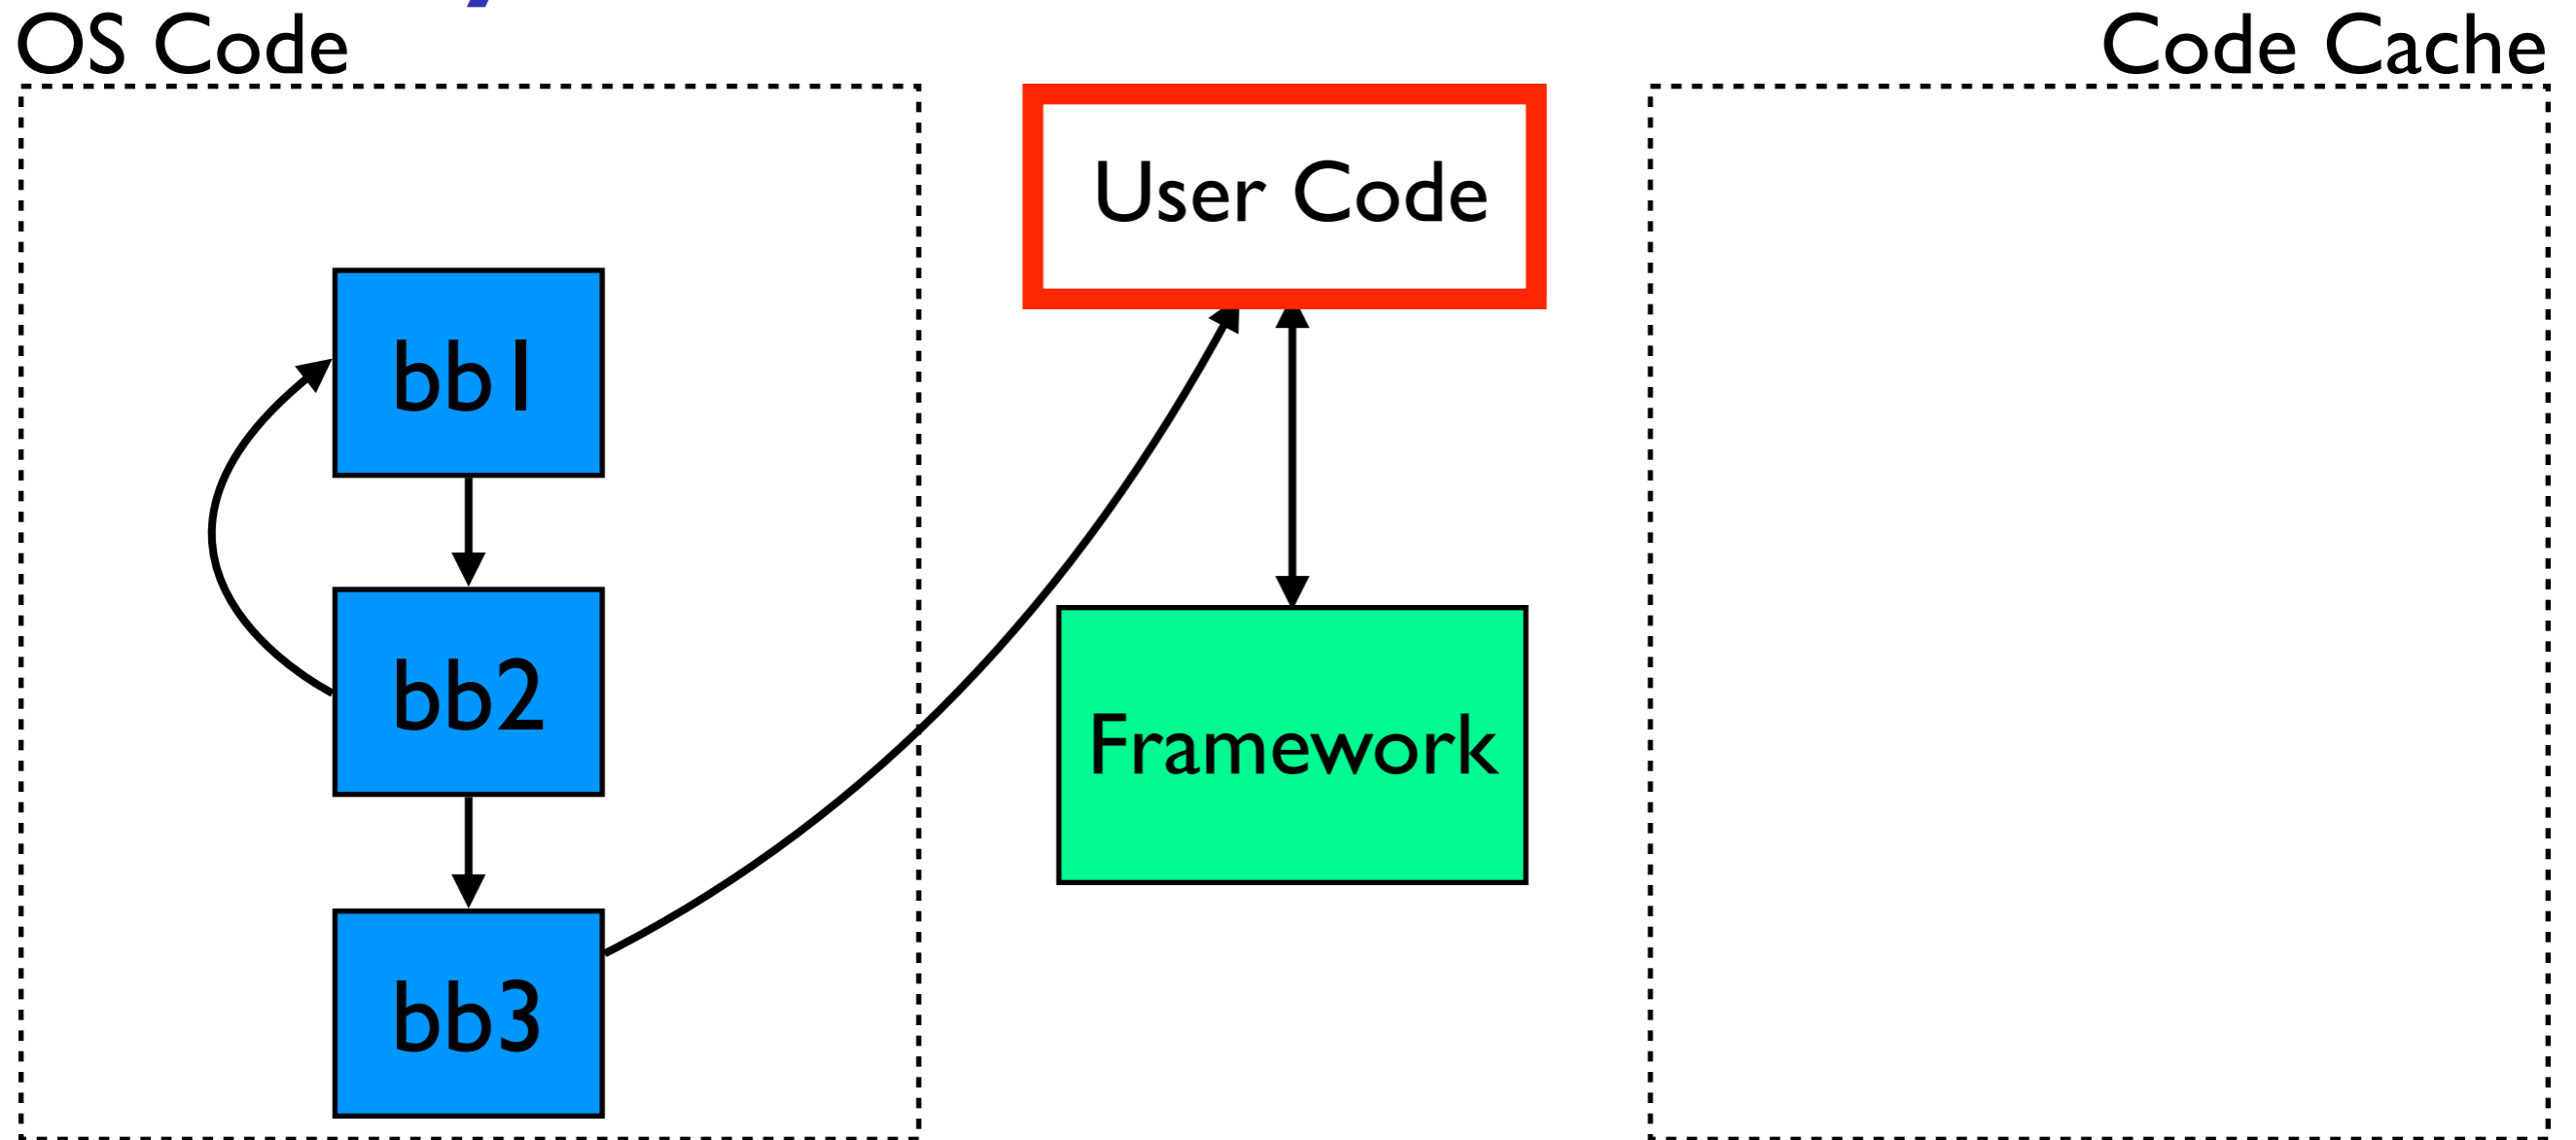 OS Code
Code Cache
User Code
bb1
bb2
Framework
bb3